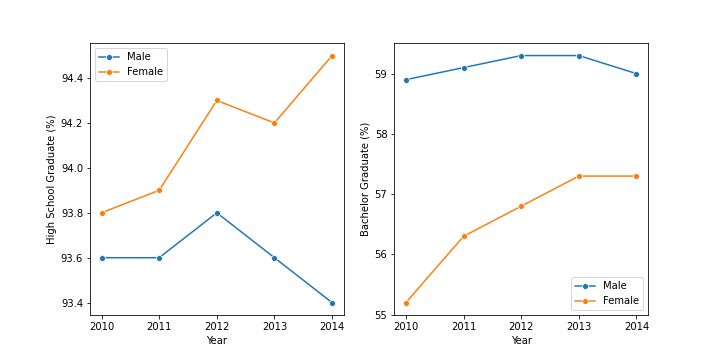 High School Graduate (%)
94.4
94.2
94.0
93.8
93.6
93.4
Male
Female
2010 2011 2012 2013 2014
Year
Bachelor Graduate (%)
59
58
57
56
55
Male
Female
2010 2011 2012 2013 2014
Year